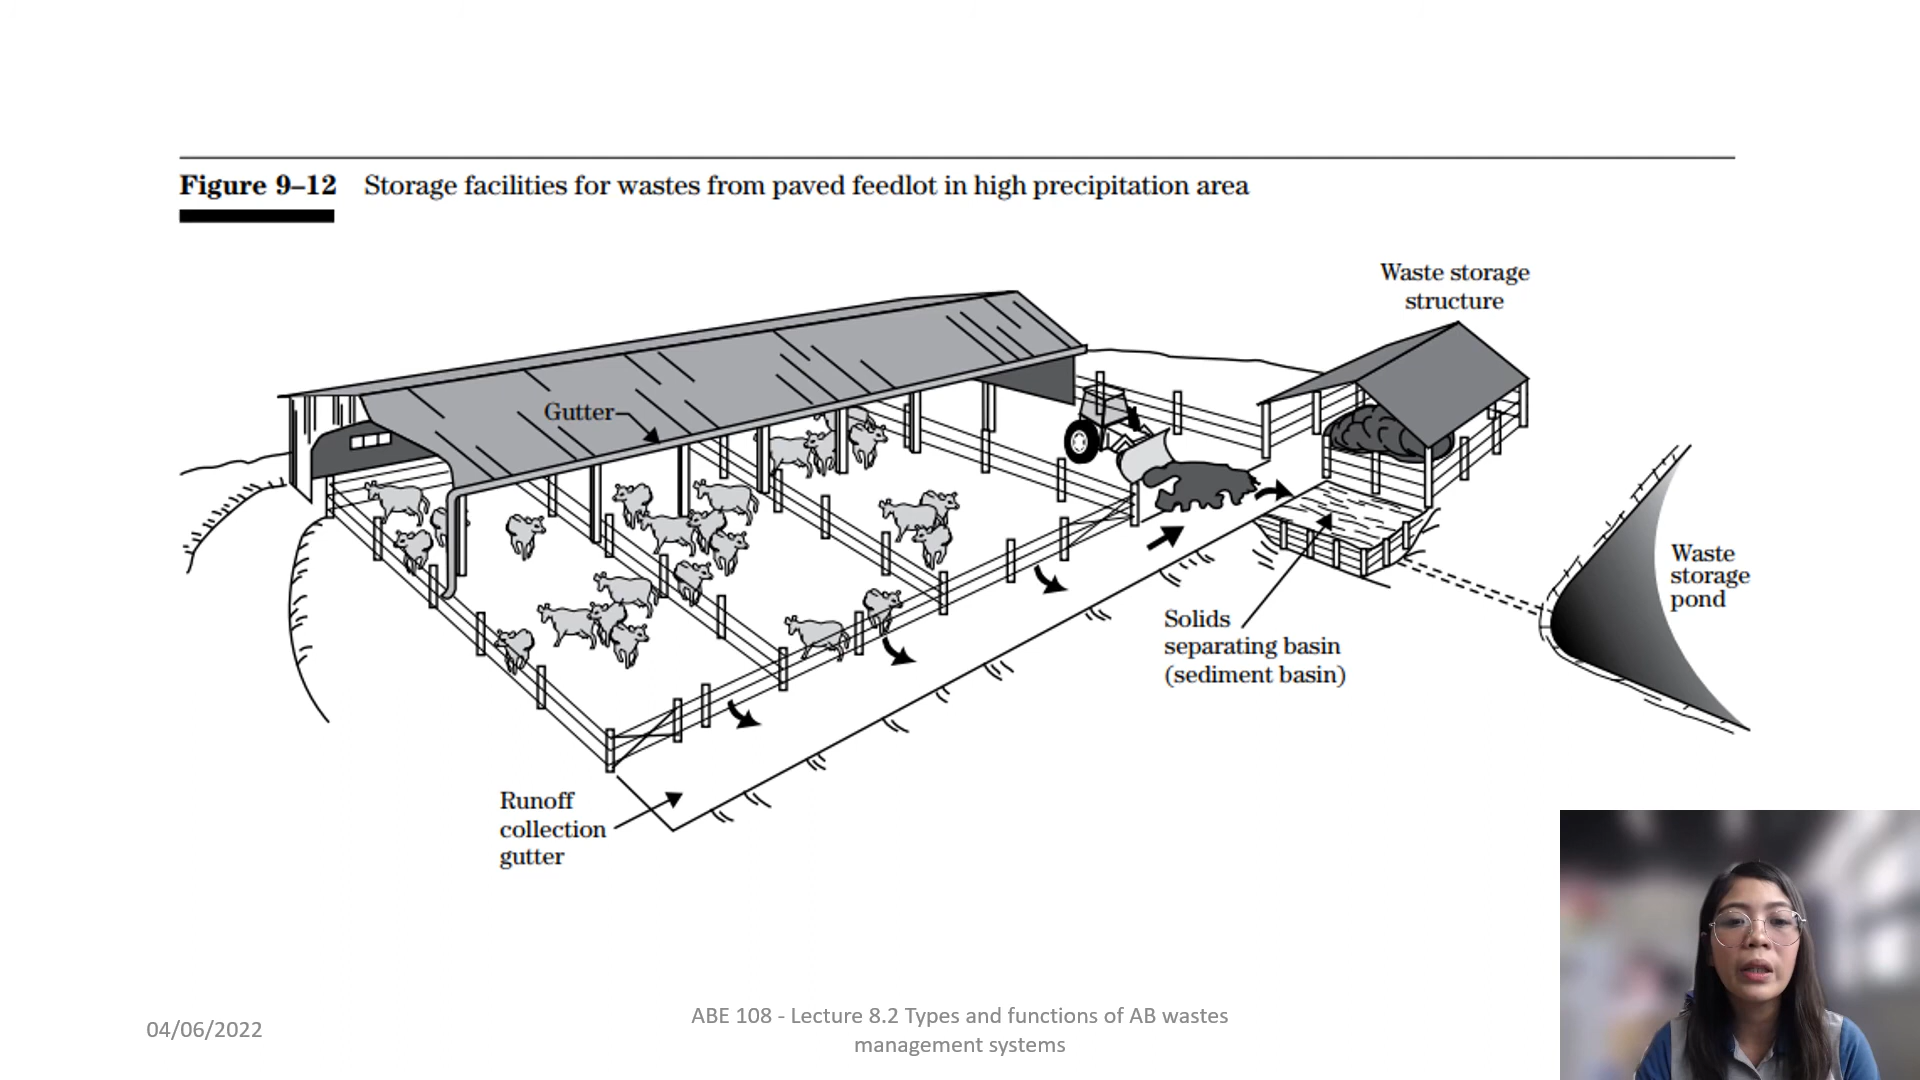 Figure 9–12 Storage facilities for wastes from paved feedlot in high precipitation area
Waste storage
structure
Gutter
Waste
storage
pond
Solids
separating basin
(sediment basin)
Runoff
collection
gutter
04/06/2022
ABE 108 - Lecture 8.2 Types and functions of AB wastes
management systems